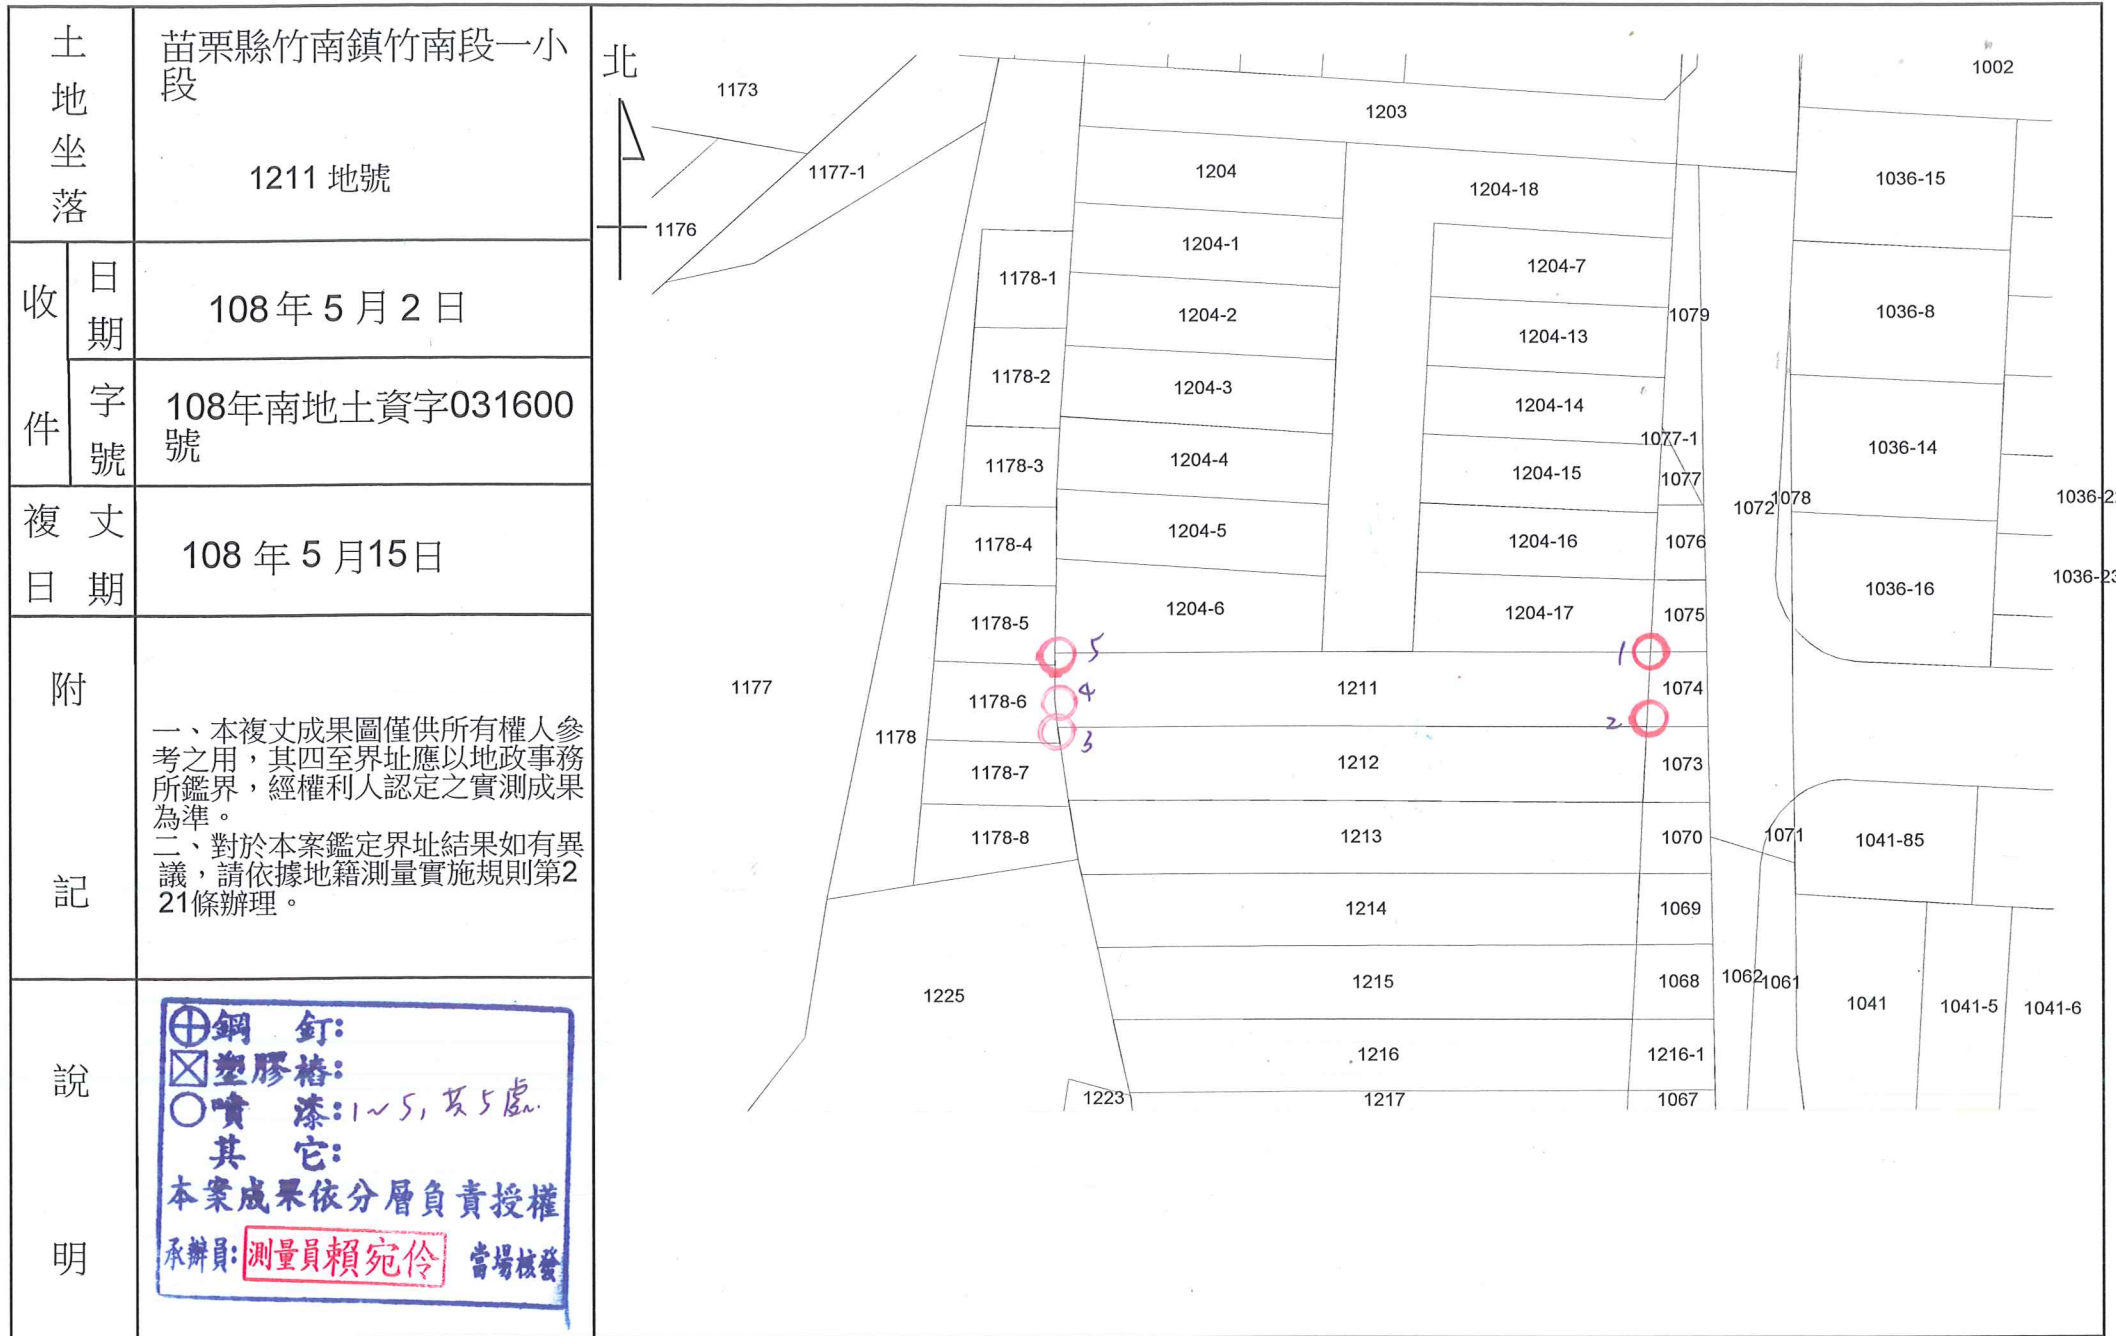 土地坐落
苗栗縣竹南鎮竹南段一小
段
1211 地號
收件
日期
108 年 5 月 2 日
字號
108年南地土資字031600
號
複丈
日期
108 年 5 月15日
附記
一、本複丈成果圖僅供所有權人參
考之用，其四至界址應以地政事務
所鑑界，經權利人認定之實測成果
為準。
二、對於本案鑑定界址結果如有異
議，請依據地籍測量實施規則第2
21條辦理。
說明
鋼 釘:
塑膠樁:
噴 漆: 1~5, 共5處.
其 它:
本案成果依分層負責授權
承辦員: 測量員賴宛伶 當場核發
北
1002
1173
1203
1177-1
1204
1204-18
1036-15
1176
1204-1
1204-7
1178-1
1204-2
1079
1036-8
1204-13
1178-2
1204-3
1204-14
1077-1
1036-14
1178-3
1204-4
1204-15
1077
1072
1078
1036-2
1178-4
1204-5
1204-16
1076
1036-16
1036-23
1178-5
1204-6
1204-17
1075
5
1
1177
1178-6
4
1211
1074
2
1178
3
1178-7
1212
1073
1178-8
1213
1070
1071
1041-85
1214
1069
1225
1215
1068
1062
1061
1041
1041-5
1041-6
1216
1216-1
1223
1217
1067